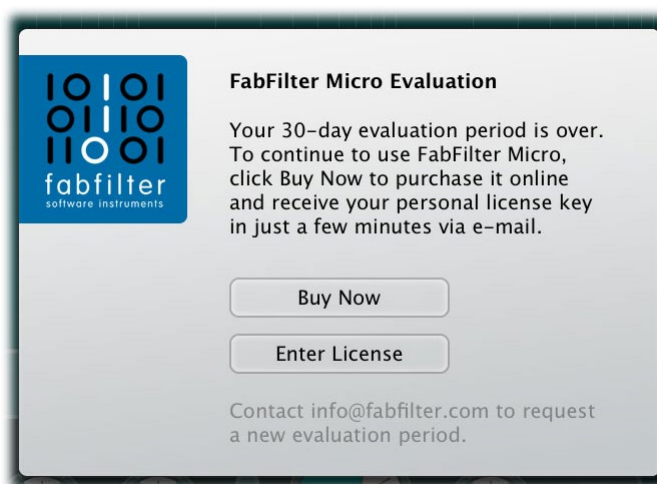 IOIOI
OIIIO
IIOOI
fabfilter
software instruments
FabFilter Micro Evaluation
Your 30-day evaluation period is over.
To continue to use FabFilter Micro,
click Buy Now to purchase it online
and receive your personal license key
in just a few minutes via e-mail.
Buy Now
Enter License
Contact info@fabfilter.com to request
a new evaluation period.